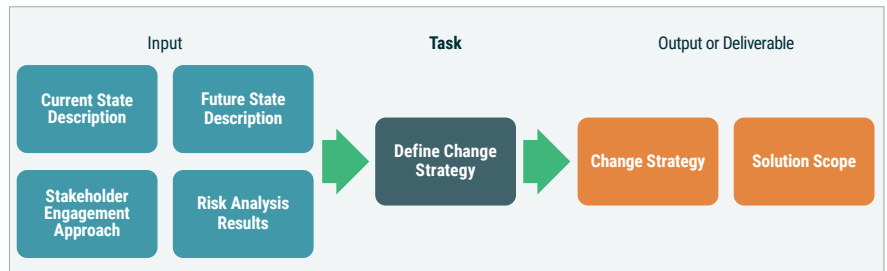 Input
Task
Output or Deliverable
Current State
Description
Future State
Description
Stakeholder
Engagement
Approach
Risk Analysis
Results
Define Change
Strategy
Change Strategy
Solution Scope